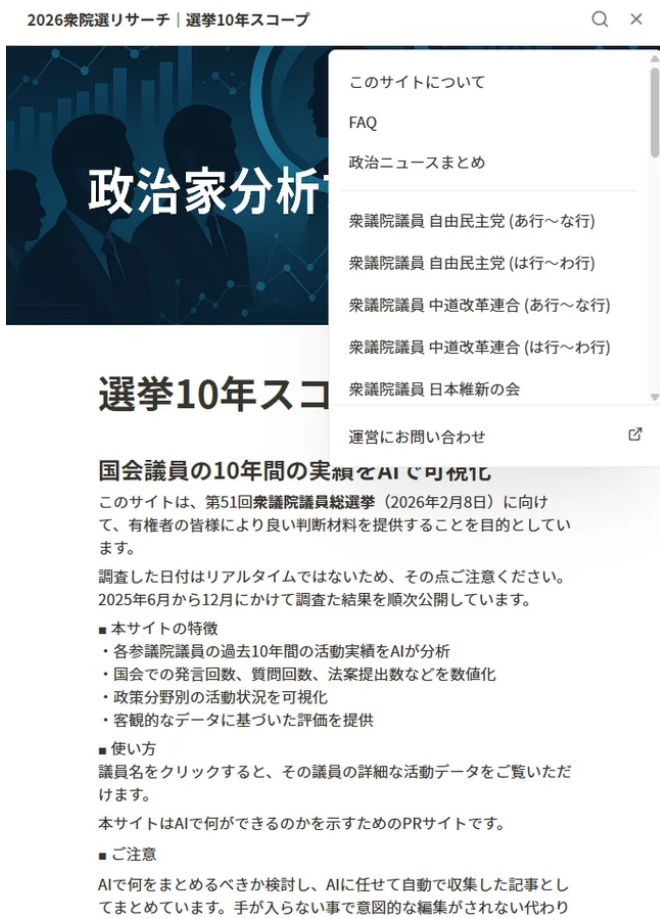 2026衆院選リサーチ｜選挙10年スコープ
政治家分析
このサイトについて
FAQ
政治ニュースまとめ
衆議院議員 自由民主党 (あ行〜な行)
衆議院議員 自由民主党 (は行〜わ行)
衆議院議員 中道改革連合 (あ行〜な行)
衆議院議員 中道改革連合 (は行〜わ行)
衆議院議員 日本維新の会
運営にお問い合わせ
選挙10年スコ
国会議員の10年間の実績をAIで可視化
このサイトは、第51回衆議院議員総選挙（2026年2月8日）に向け
て、有権者の皆様により良い判断材料を提供することを目的としてい
ます。
調査した日付はリアルタイムではないため、その点ご注意ください。
2025年6月から12月にかけて調査た結果を順次公開しています。
■ 本サイトの特徴
・各参議院議員の過去10年間の活動実績をAIが分析
・国会での発言回数、質問回数、法案提出数などを数値化
・政策分野別の活動状況を可視化
・客観的なデータに基づいた評価を提供
■ 使い方
議員名をクリックすると、その議員の詳細な活動データをご覧いただ
けます。
本サイトはAIで何ができるのかを示すためのPRサイトです。
■ ご注意
AIで何をまとめるべきか検討し、AIに任せて自動で収集した記事とし
てまとめています。手が入らない事で意図的な編集がされない代わり